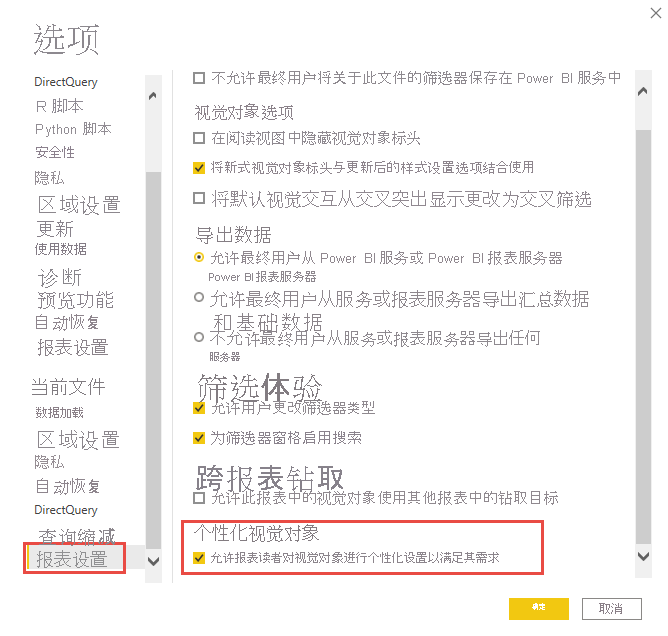 选项
DirectQuery
R 脚本
Python 脚本
安全性
隐私
区域设置
更新
使用数据
诊断
预览功能
自动恢复
报表设置
当前文件
数据加载
区域设置
隐私
自动恢复
DirectQuery
查询缩减
报表设置
不允许最终用户将关于此文件的筛选器保存在 Power BI 服务中
视觉对象选项
在阅读视图中隐藏视觉对象标头
将新式视觉对象标头与更新后的样式设置选项结合使用
将默认视觉交互从交叉突出显示更改为交叉筛选
导出数据
允许最终用户从 Power BI 服务或 Power BI 报表服务器
Power BI 报表服务器
允许最终用户从服务或报表服务器导出汇总数据
和基础数据
不允许最终用户从服务或报表服务器导出任何
服务器
筛选体验
允许用户更改筛选器类型
为筛选器窗格启用搜索
跨报表钻取
允许此报表中的视觉对象使用其他报表中的钻取目标
个性化视觉对象
允许报表读者对视觉对象进行个性化设置以满足其需求
确定
取消